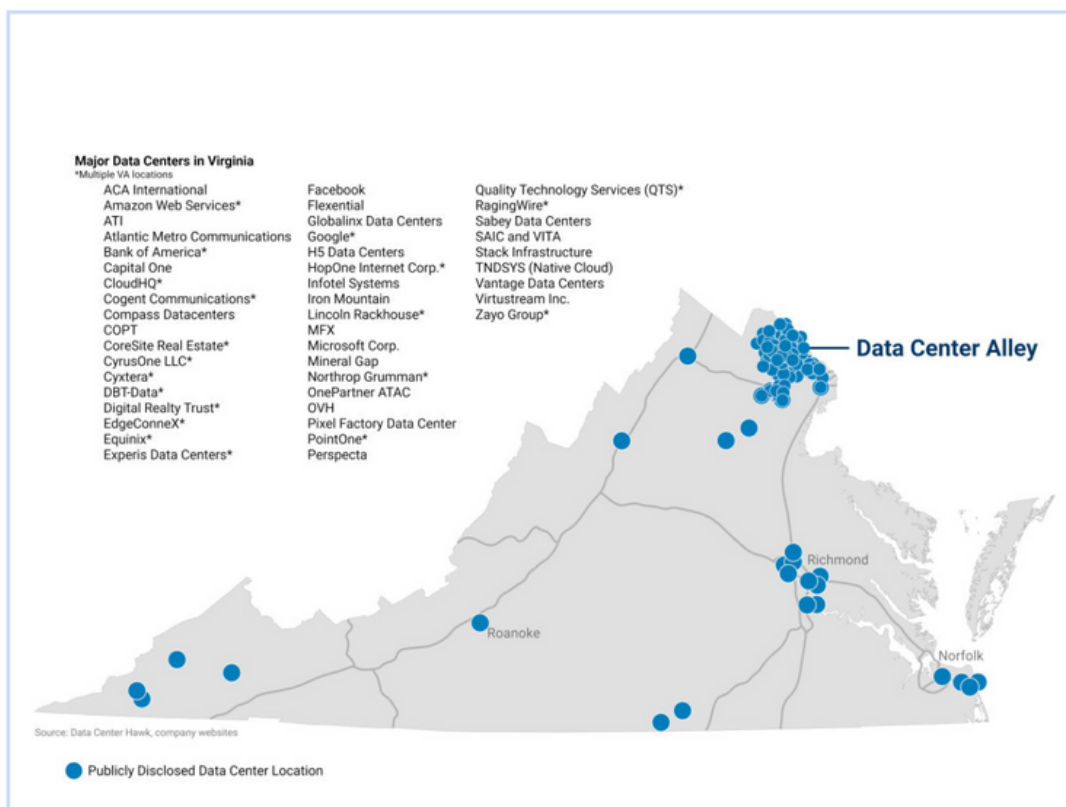 Major Data Centers in Virginia
*Multiple VA locations
ACA International
Amazon Web Services*
ATI
Atlantic Metro Communications
Bank of America*
Capital One
CloudHQ*
Cogent Communications*
Compass Datacenters
COPT
CoreSite Real Estate*
CyrusOne LLC*
Cyxtera*
DBT-Data*
Digital Realty Trust*
EdgeConneX*
Equinix*
Experis Data Centers*
Facebook
Flexential
Globalinx Data Centers
Google*
H5 Data Centers
HopOne Internet Corp.*
Infotel Systems
Iron Mountain
Lincoln Rackhouse*
MFX
Microsoft Corp.
Mineral Gap
Northrop Grumman*
OnePartner ATAC
OVH
Pixel Factory Data Center
PointOne*
Perspecta
Quality Technology Services (QTS)*
RagingWire*
Sabey Data Centers
SAIC and VITA
Stack Infrastructure
TNDSYS (Native Cloud)
Vantage Data Centers
Virtustream Inc.
Zayo Group*
Data Center Alley
Richmond
Roanoke
Norfolk
Source: Data Center Hawk, company websites
Publicly Disclosed Data Center Location